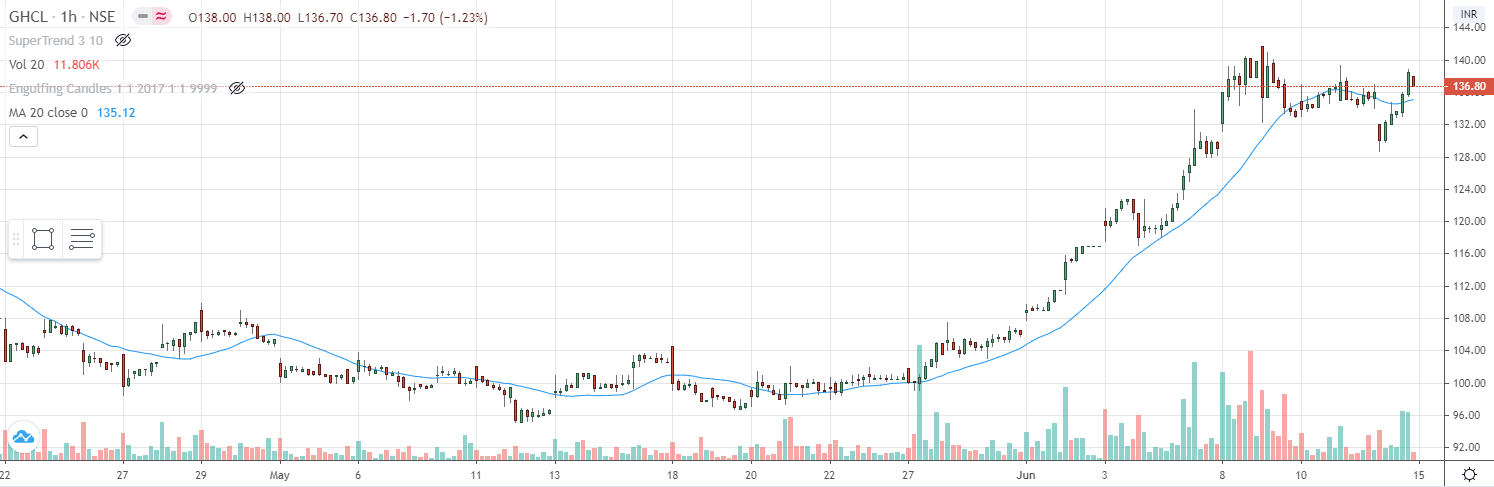 GHCL · 1h · NSE O138.00 H138.00 L136.70 C136.80 −1.70 (−1.23%)
SuperTrend 3 10
Vol 20 11.806K
Engulfing Candles 1 1 2017 1 1 9999
MA 20 close 0 135.12
INR
144.00
140.00
136.80
136.00
132.00
128.00
124.00
120.00
116.00
112.00
108.00
104.00
100.00
96.00
92.00
22 27 29 May 6 11 13 18 20 22 27 Jun 3 8 10 15